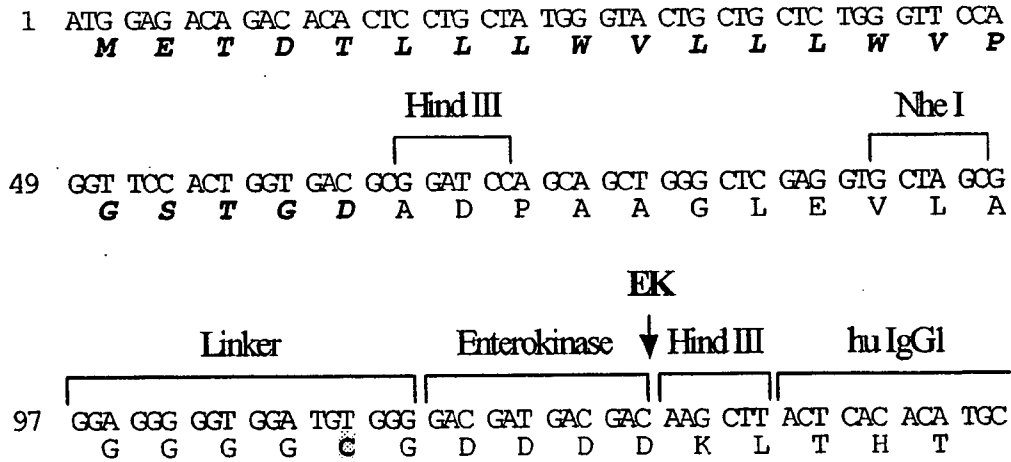 1 ATG GAG ACA GAC ACA CTC CTG CTA TGG GTA CTG CTG CTC TGG GTT CCA
M E T D T L L L W V L L L W V P
Hind III Nhe I
49 GGT TCC ACT GGT GAC GCG GATC CA GCA GCT GGG CTC GAG GTG CTA GCG
G S T G D A D P A A G L E V L A
EK
Linker Enterokinase Hind III hu IgG1
97 GGA GGG GGT GGA TGT GGG GAC GAT GAC GAC AAG CTT ACT CAC ACA TGC
G G G G C G D D D D K L T H T